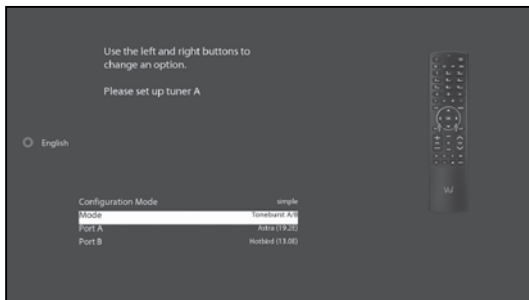 Use the left and right buttons to
change an option.
Please set up tuner A
English
Configuration Mode simple
Mode Toneburst A/B
Port A Astra (19.2E)
Port B Hotbird (13.0E)